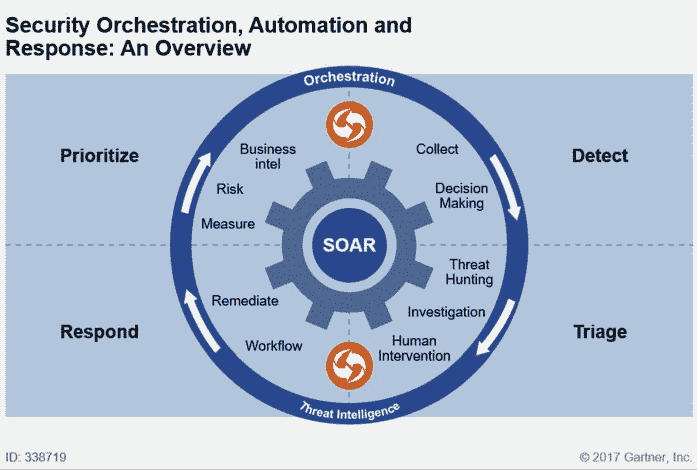 Security Orchestration, Automation and
Response: An Overview
Orchestration
Prioritize
Business
intel
Risk
Measure
Collect
Decision
Making
Detect
SOAR
Respond
Remediate
Workflow
Threat
Hunting
Investigation
Human
Intervention
Triage
Threat Intelligence
ID: 338719
© 2017 Gartner, Inc.